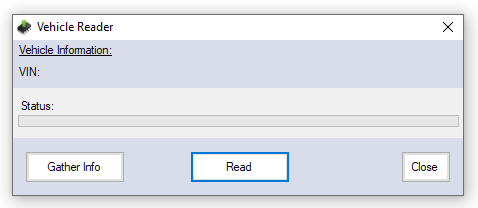 Vehicle Reader
Vehicle Information:
VIN:
Status:
Gather Info Read Close